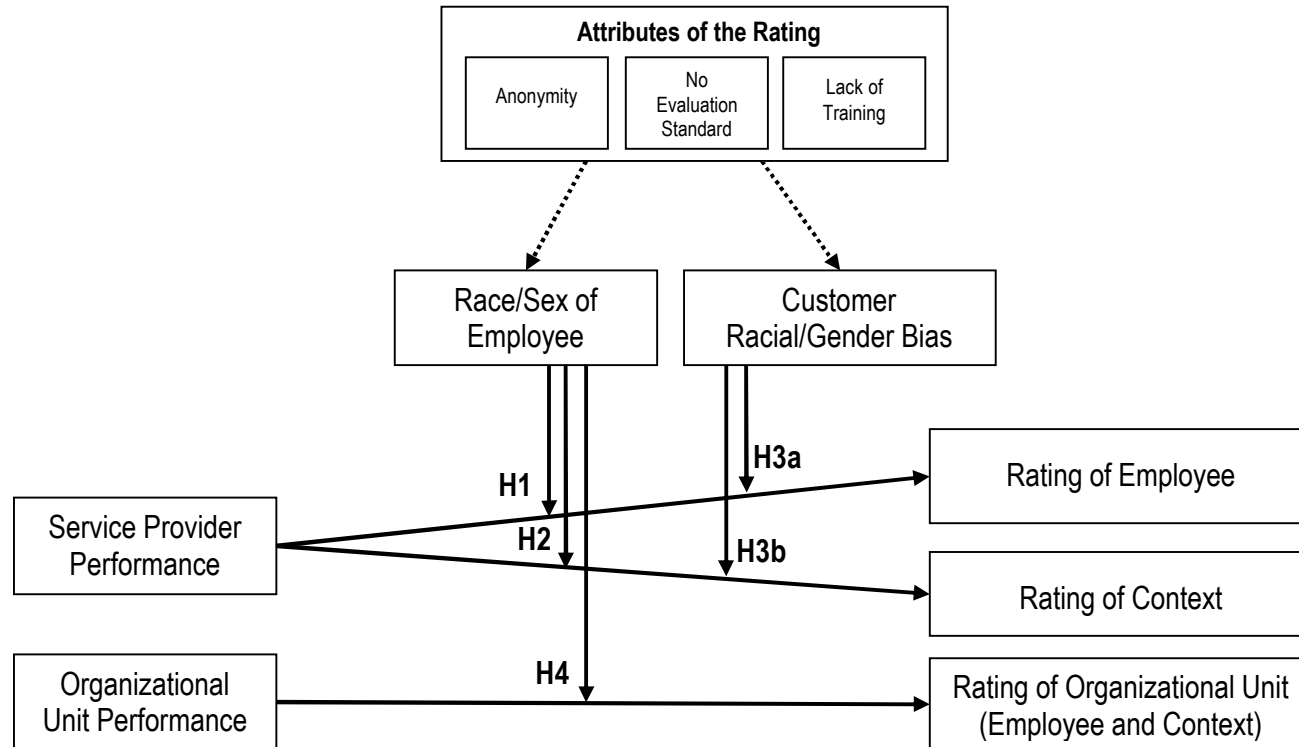 Attributes of the Rating
Anonymity
No
Evaluation
Standard
Lack of
Training
Race/Sex of
Employee
Customer
Racial/Gender Bias
H3a
H1
Rating of Employee
Service Provider
Performance
H2
H3b
Rating of Context
H4
Organizational
Unit Performance
Rating of Organizational Unit
(Employee and Context)